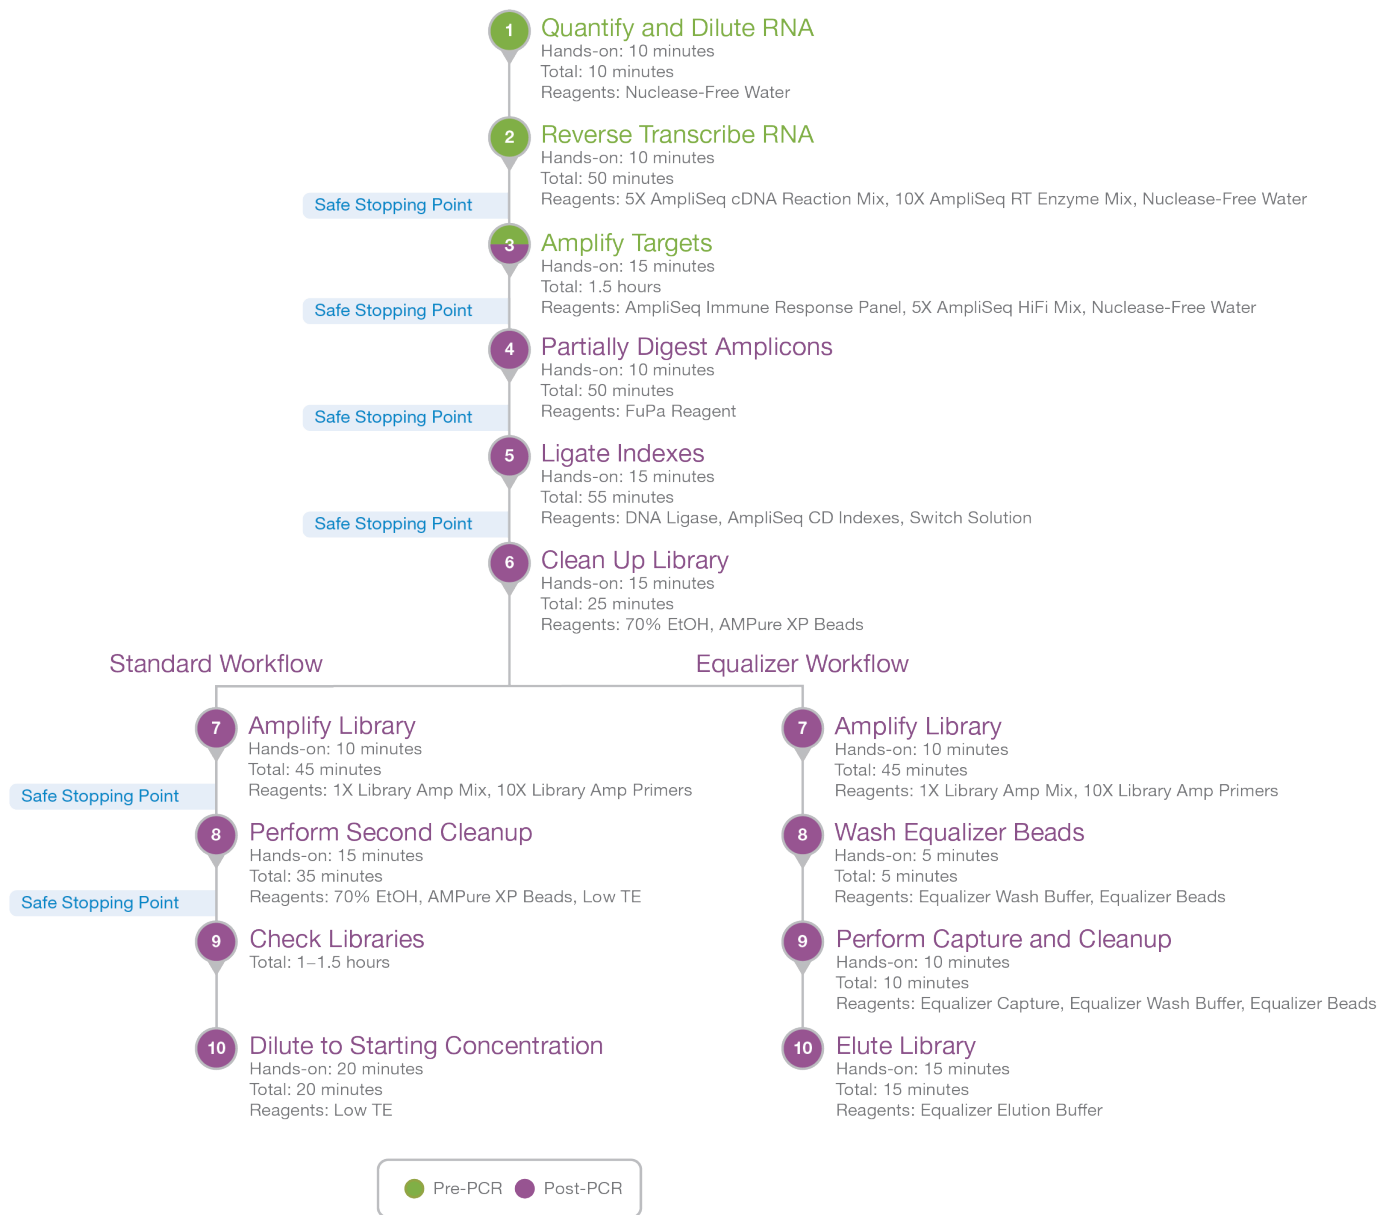 1
Quantify and Dilute RNA
Hands-on: 10 minutes
Total: 10 minutes
Reagents: Nuclease-Free Water
2
Reverse Transcribe RNA
Hands-on: 10 minutes
Total: 50 minutes
Reagents: 5X AmpliSeq cDNA Reaction Mix, 10X AmpliSeq RT Enzyme Mix, Nuclease-Free Water
Safe Stopping Point
3
Amplify Targets
Hands-on: 15 minutes
Total: 1.5 hours
Reagents: AmpliSeq Immune Response Panel, 5X AmpliSeq HiFi Mix, Nuclease-Free Water
Safe Stopping Point
4
Partially Digest Amplicons
Hands-on: 10 minutes
Total: 50 minutes
Reagents: FuPa Reagent
Safe Stopping Point
5
Ligate Indexes
Hands-on: 15 minutes
Total: 55 minutes
Reagents: DNA Ligase, AmpliSeq CD Indexes, Switch Solution
Safe Stopping Point
6
Clean Up Library
Hands-on: 15 minutes
Total: 25 minutes
Reagents: 70% EtOH, AMPure XP Beads
Standard Workflow
7
Amplify Library
Hands-on: 10 minutes
Total: 45 minutes
Reagents: 1X Library Amp Mix, 10X Library Amp Primers
Safe Stopping Point
8
Perform Second Cleanup
Hands-on: 15 minutes
Total: 35 minutes
Reagents: 70% EtOH, AMPure XP Beads, Low TE
Safe Stopping Point
9
Check Libraries
Total: 1–1.5 hours
10
Dilute to Starting Concentration
Hands-on: 20 minutes
Total: 20 minutes
Reagents: Low TE
Equalizer Workflow
7
Amplify Library
Hands-on: 10 minutes
Total: 45 minutes
Reagents: 1X Library Amp Mix, 10X Library Amp Primers
8
Wash Equalizer Beads
Hands-on: 5 minutes
Total: 5 minutes
Reagents: Equalizer Wash Buffer, Equalizer Beads
9
Perform Capture and Cleanup
Hands-on: 10 minutes
Total: 10 minutes
Reagents: Equalizer Capture, Equalizer Wash Buffer, Equalizer Beads
10
Elute Library
Hands-on: 15 minutes
Total: 15 minutes
Reagents: Equalizer Elution Buffer
Pre-PCR
Post-PCR